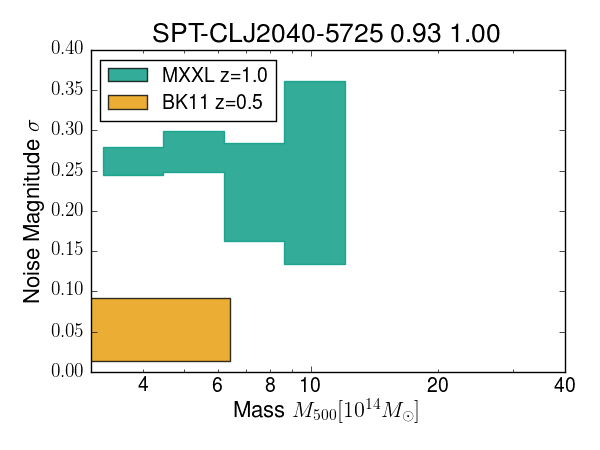 SPT-CLJ2040-5725 0.93 1.00
0.40
0.35
0.30
0.25
0.20
0.15
0.10
0.05
0.00
Noise Magnitude σ
MXXL z=1.0
BK11 z=0.5
4 6 8 10 20 40
Mass M₅₀₀[10¹⁴M☉]